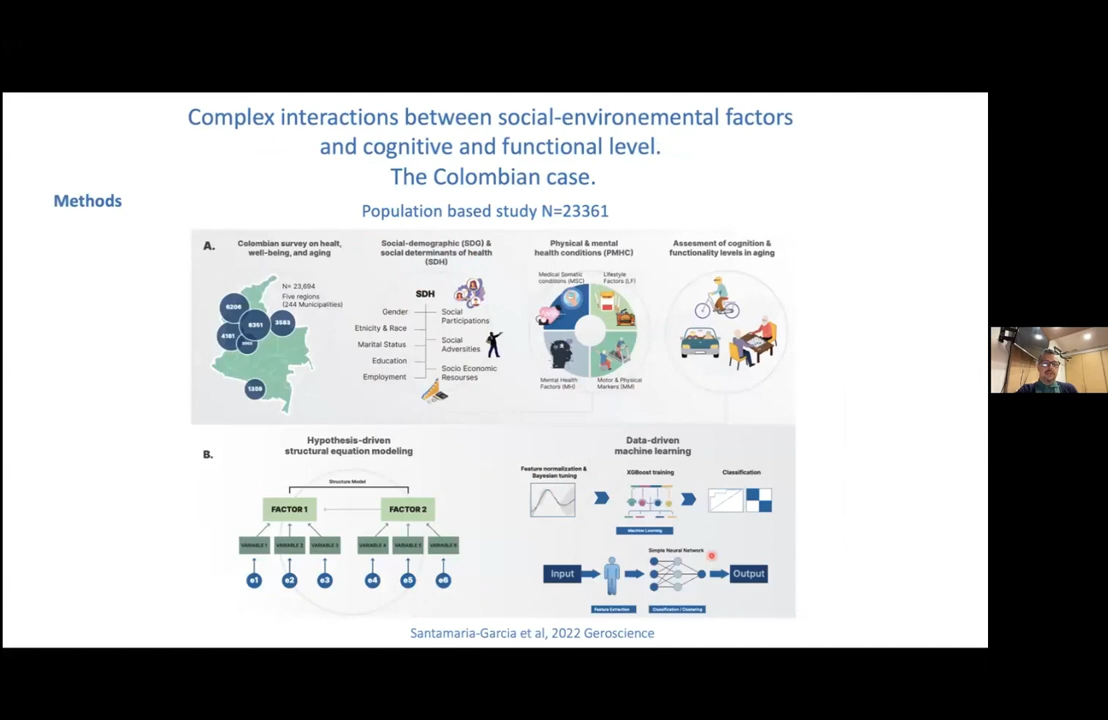 Complex interactions between social-environemental factors
and cognitive and functional level.
The Colombian case.
Methods
Population based study N=23361
A.
Colombian survey on healt,
well-being, and aging
N= 23,694
Five regions
(244 Municipalities)
6206
6351
3583
4181
1359
Social-demographic (SDG) &
social determinants of health
(SDH)
SDH
Gender
Etnicity & Race
Marital Status
Education
Employment
Social
Participations
Social
Adversities
Socio Economic
Resourses
Physical & mental
health conditions (PMHC)
Medical Somatic
conditions (MSC)
Lifestyle
Factors (LF)
Mental Health
Factors (MH)
Motor & Physical
Markers (MM)
Assesment of cognition &
functionality levels in aging
B.
Hypothesis-driven
structural equation modeling
Structure Model
FACTOR 1
FACTOR 2
VARIABLE 1
VARIABLE 2
VARIABLE 3
VARIABLE 4
VARIABLE 5
VARIABLE 6
e1
e2
e3
e4
e5
e6
Data-driven
machine learning
Feature normalization &
Bayesian tuning
XGBoost training
Classification
Machine Learning
Simple Neural Network
Input
Output
Feature Extraction
Classification / Clustering
Santamaria-Garcia et al, 2022 Geroscience